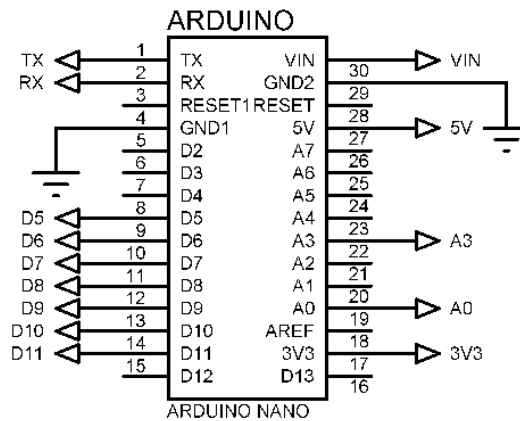 ARDUINO
TX 1 TX VIN VIN
RX 2 RX GND2 30
3 RESET1 RESET 29
4 GND1 5V 28 5V
5 D2 A7 27
6 D3 A6 26
7 D4 A5 25
D5 8 D5 A4 24
D6 9 D6 A3 23 A3
D7 10 D7 A2 22
D8 11 D8 A1 21
D9 12 D9 A0 20 A0
D10 13 D10 AREF 19
D11 14 D11 3V3 18 3V3
15 D12 D13 17
16
ARDUINO NANO